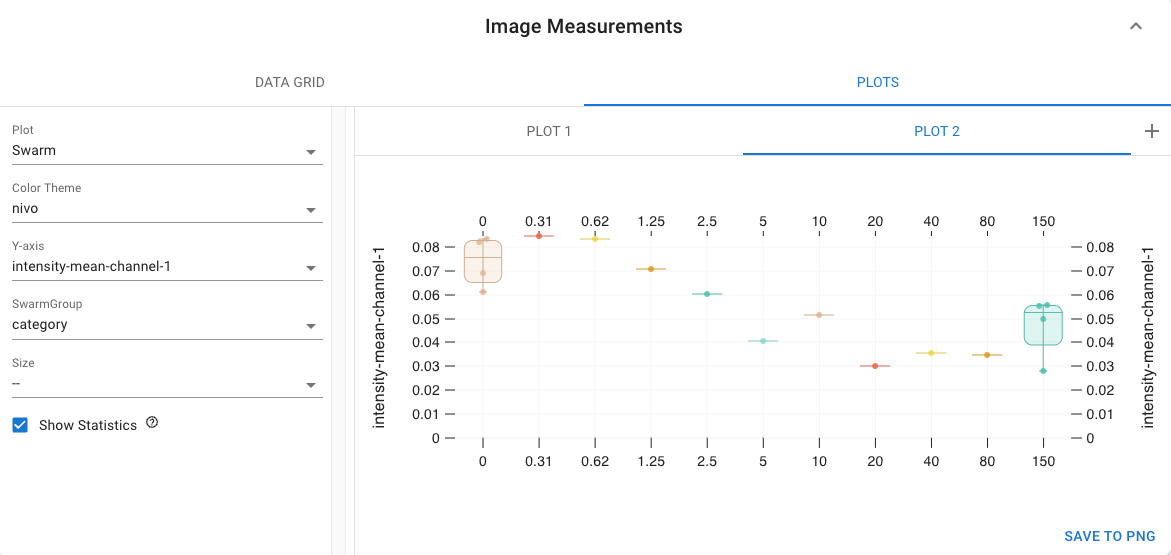 Image Measurements
DATA GRID
PLOTS
Plot
Swarm
Color Theme
nivo
Y-axis
intensity-mean-channel-1
SwarmGroup
category
Size
--
Show Statistics
PLOT 1
PLOT 2
0 0.31 0.62 1.25 2.5 5 10 20 40 80 150
intensity-mean-channel-1
0.08
0.07
0.06
0.05
0.04
0.03
0.02
0.01
0
0.08
0.07
0.06
0.05
0.04
0.03
0.02
0.01
0
intensity-mean-channel-1
0 0.31 0.62 1.25 2.5 5 10 20 40 80 150
SAVE TO PNG